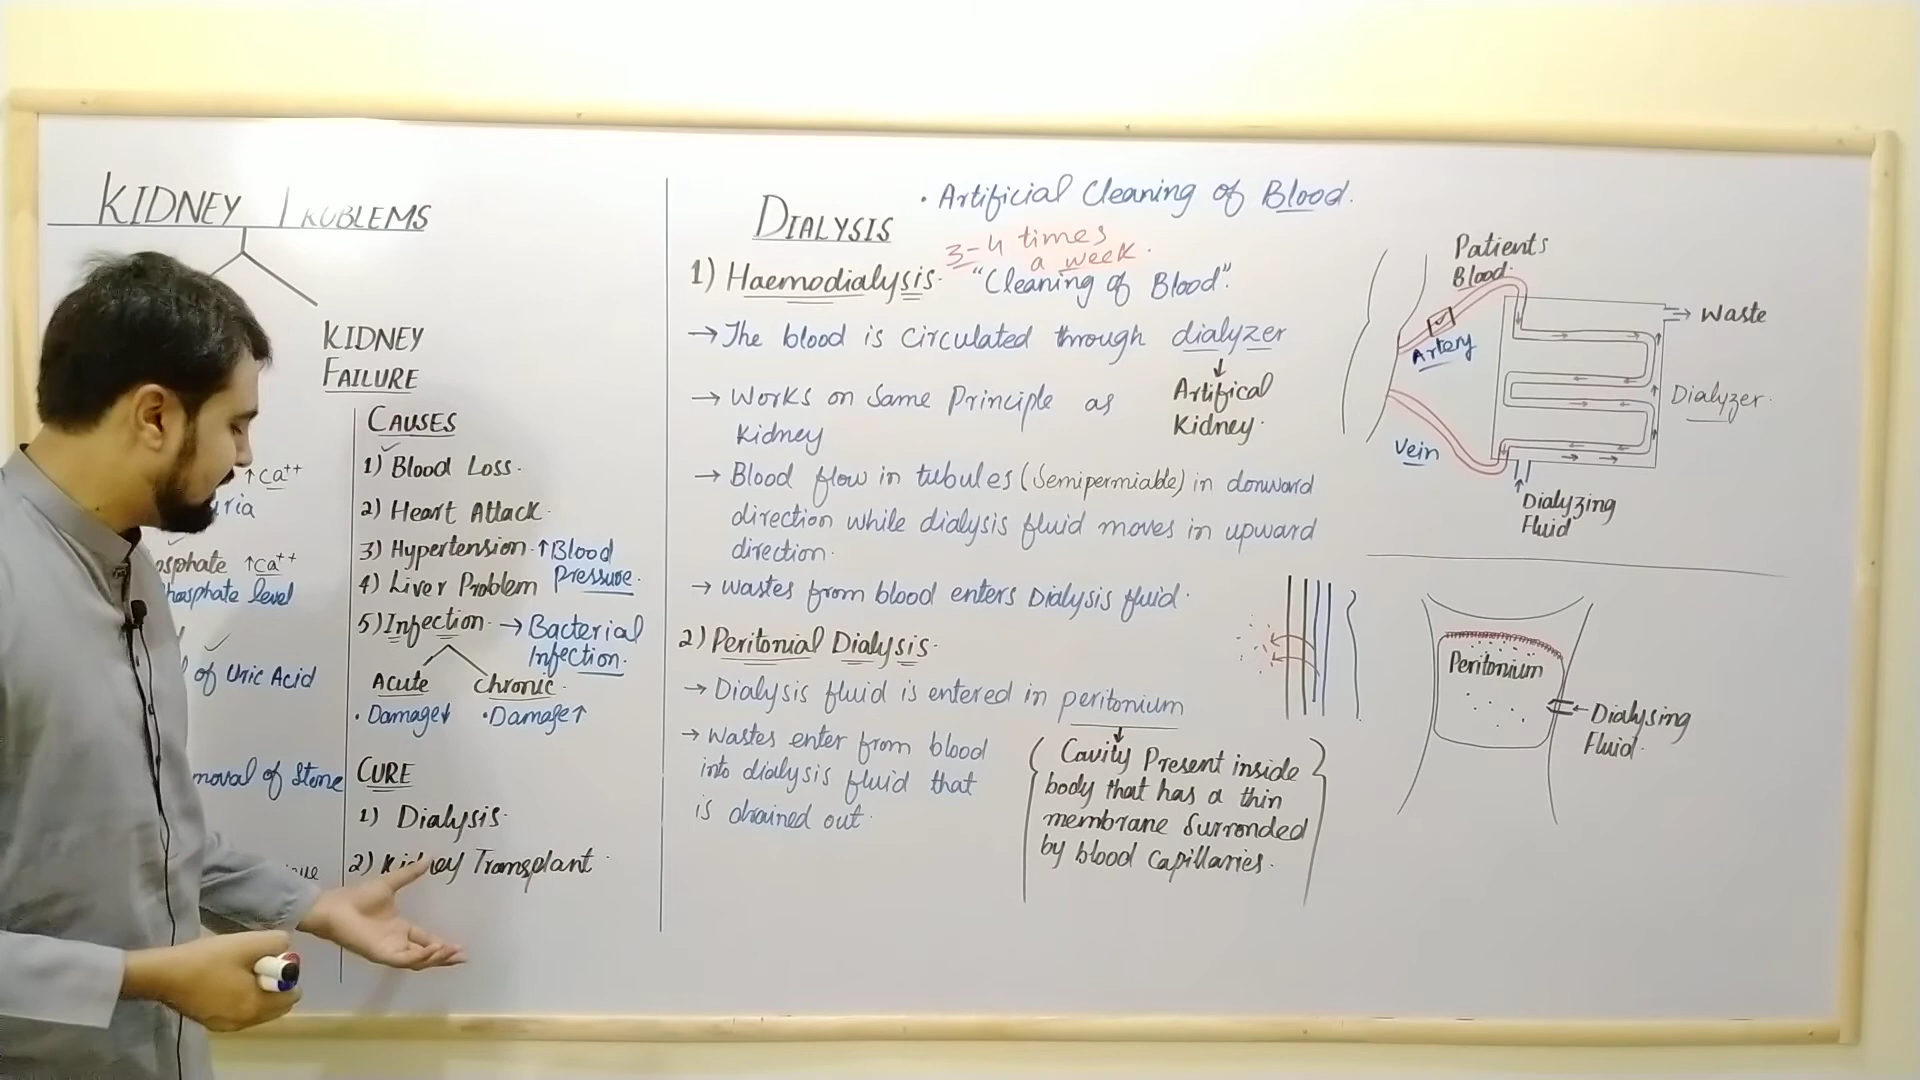 KIDNEY PROBLEMS
KIDNEY
FAILURE
↑Ca++
uria
osphate ↑Ca++
hosphate level
of Uric Acid
moval of Stone
CAUSES
1) Blood Loss.
2) Heart Attack.
3) Hypertension. ↑Blood
Pressure.
4) Liver Problem
5) Infection. → Bacterial
Infection.
Acute chronic.
. Damage↓ . Damage↑
CURE
1) Dialysis.
2) Kidney Transplant.
DIALYSIS
. Artificial Cleaning of Blood.
3-4 times
a week.
1) Haemodialysis. "Cleaning of Blood".
→ The blood is circulated through dialyzer
↓
Artifical
Kidney.
→ Works on Same Principle as
Kidney
→ Blood flow in tubules (Semipermiable) in donward
direction while dialysis fluid moves in upward
direction.
→ Wastes from blood enters Dialysis fluid.
2) Peritonial Dialysis.
→ Dialysis fluid is entered in peritonium
→ Wastes enter from blood
into dialysis fluid that
is drained out.
Cavity Present inside
body that has a thin
membrane Surronded
by blood Capillaries.
Patients
Blood.
→ Waste
Artery
Dialyzer.
Vein
Dialyzing
Fluid
Peritonium
← Dialysing
Fluid.